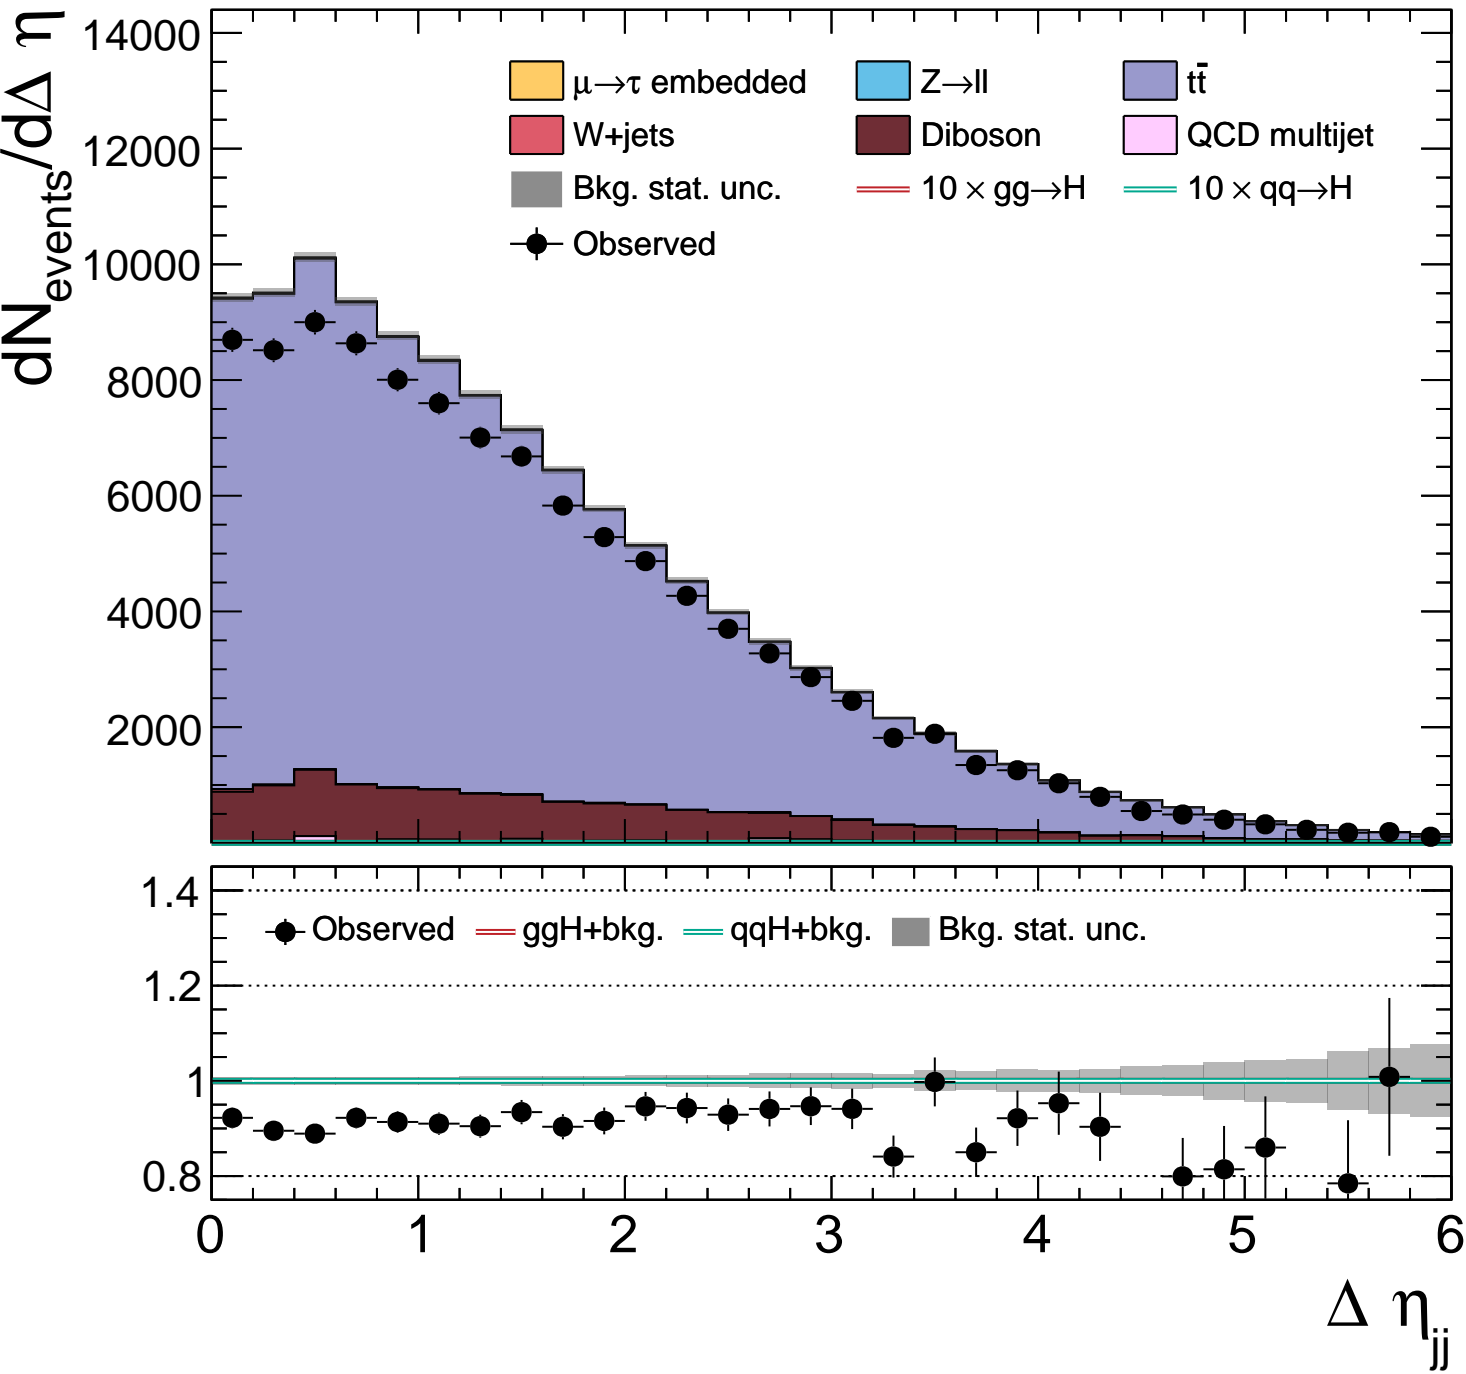 dN_events/dΔ η
14000
12000
10000
8000
6000
4000
2000
μ→τ embedded Z→ll tt̄
W+jets Diboson QCD multijet
Bkg. stat. unc. 10 × gg→H 10 × qq→H
Observed
1.4
1.2
1
0.8
Observed ggH+bkg. qqH+bkg. Bkg. stat. unc.
0 1 2 3 4 5 6
Δ η_jj